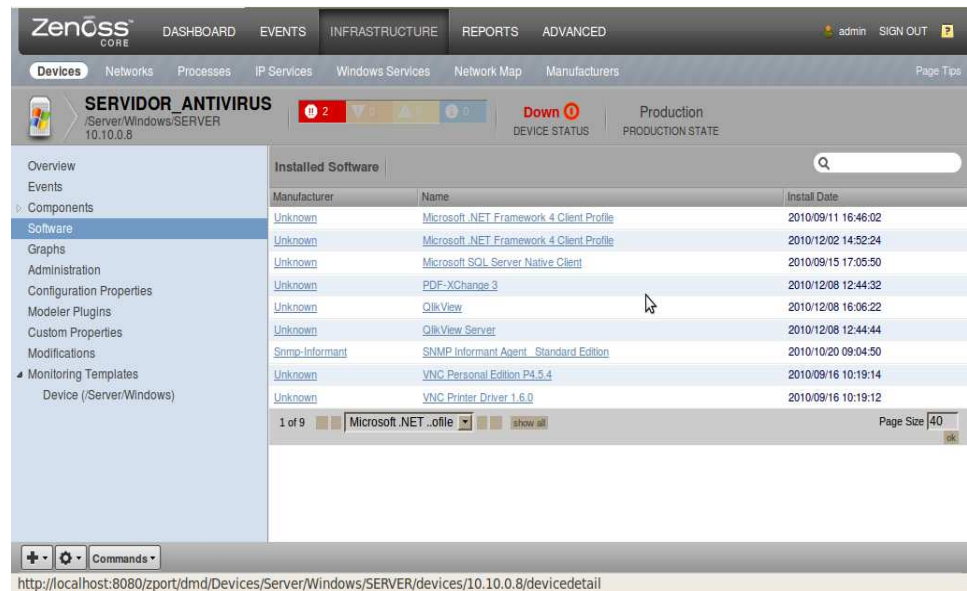 Zenōss CORE DASHBOARD EVENTS INFRASTRUCTURE REPORTS ADVANCED admin SIGN OUT ?
Devices Networks Processes IP Services Windows Services Network Map Manufacturers Page Tips
SERVIDOR_ANTIVIRUS
/Server/Windows/SERVER
10.10.0.8
2 0 0 0
Down
DEVICE STATUS
Production
PRODUCTION STATE
Overview
Events
Components
Software
Graphs
Administration
Configuration Properties
Modeler Plugins
Custom Properties
Modifications
Monitoring Templates
Device (/Server/Windows)
Installed Software
Manufacturer Name Install Date
Unknown Microsoft .NET Framework 4 Client Profile 2010/09/11 16:46:02
Unknown Microsoft .NET Framework 4 Client Profile 2010/12/02 14:52:24
Unknown Microsoft SQL Server Native Client 2010/09/15 17:05:50
Unknown PDF-XChange 3 2010/12/08 12:44:32
Unknown QlikView 2010/12/08 16:06:22
Unknown QlikView Server 2010/12/08 12:44:44
Snmp-Informant SNMP Informant Agent_ Standard Edition 2010/10/20 09:04:50
Unknown VNC Personal Edition P4.5.4 2010/09/16 10:19:14
Unknown VNC Printer Driver 1.6.0 2010/09/16 10:19:12
1 of 9 Microsoft .NET ..ofile show all Page Size 40
ok
Commands
http://localhost:8080/zport/dmd/Devices/Server/Windows/SERVER/devices/10.10.0.8/devicedetail